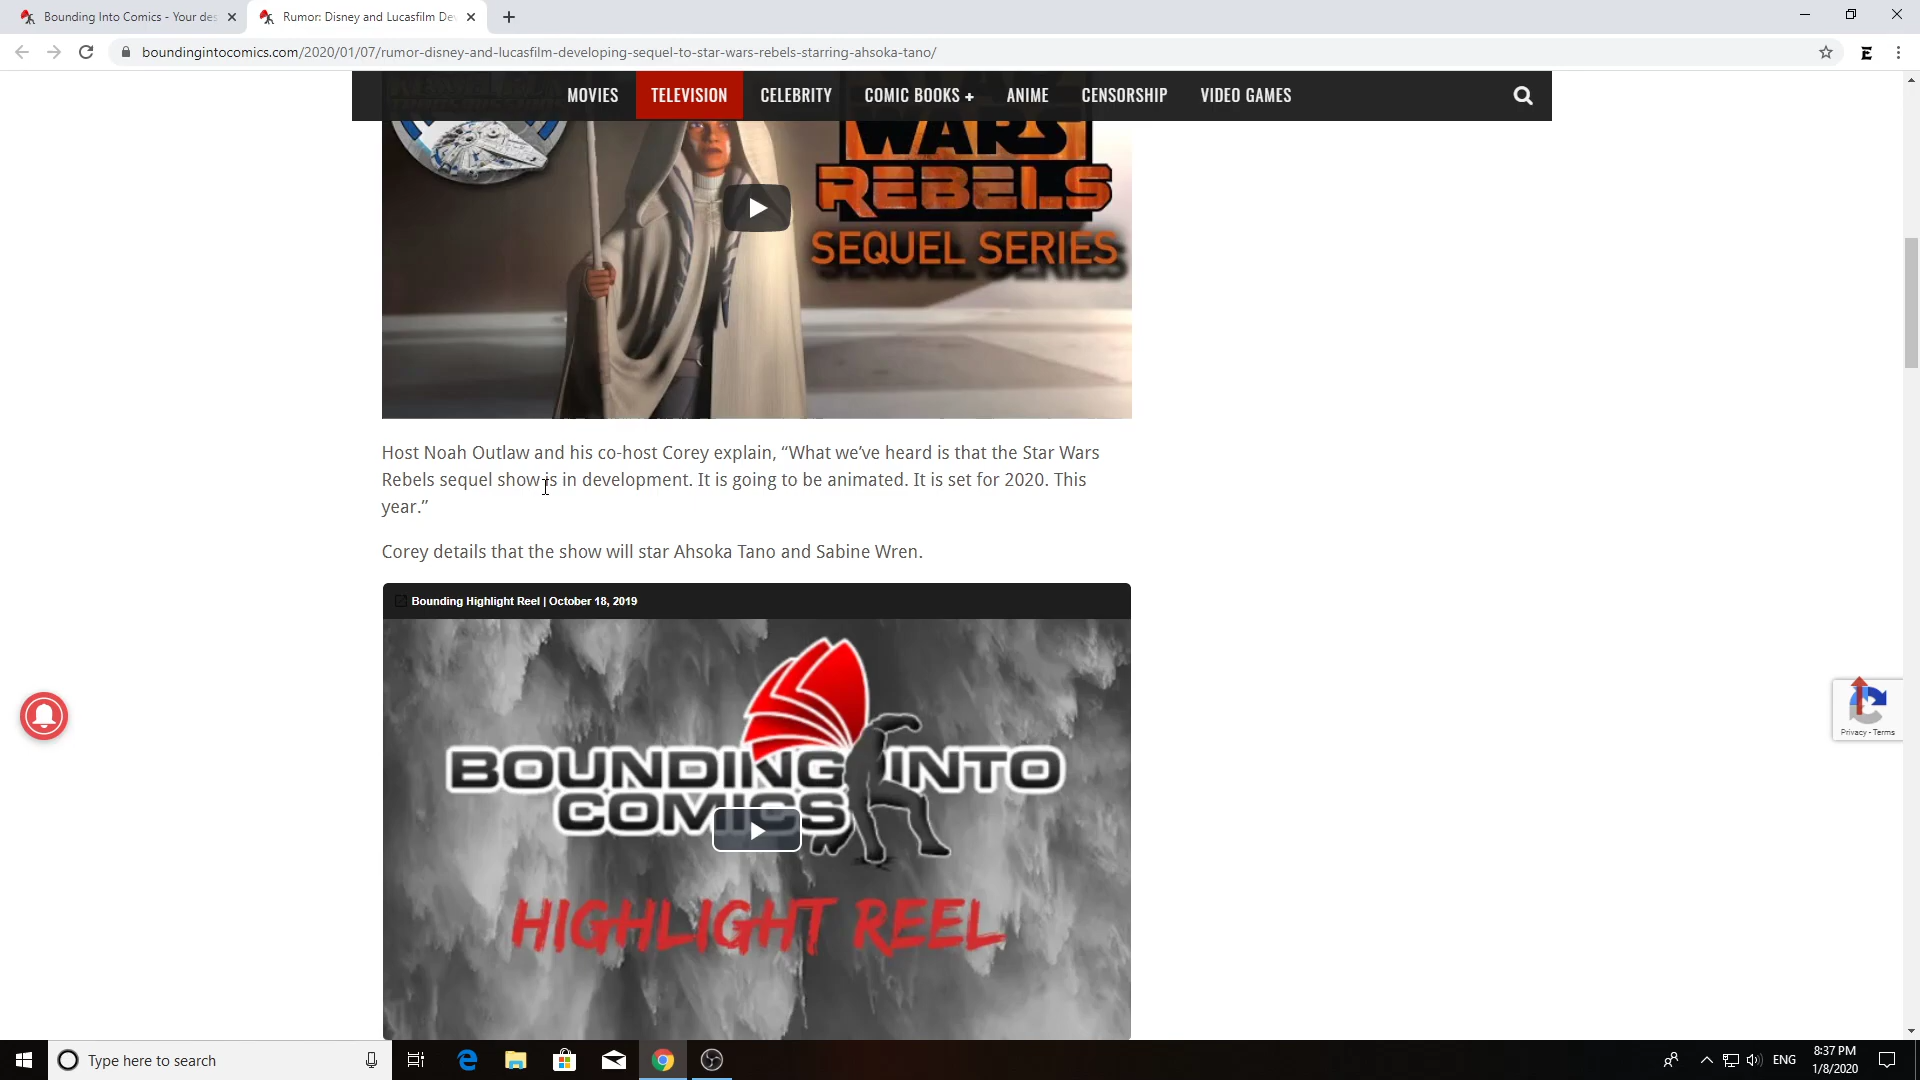 Bounding Into Comics - Your des
Rumor: Disney and Lucasfilm De
boundingintocomics.com/2020/01/07/rumor-disney-and-lucasfilm-developing-sequel-to-star-wars-rebels-starring-ahsoka-tano/
MOVIES TELEVISION CELEBRITY COMIC BOOKS + ANIME CENSORSHIP VIDEO GAMES
WARS
REBELS
SEQUEL SERIES
Host Noah Outlaw and his co-host Corey explain, “What we’ve heard is that the Star Wars
Rebels sequel show is in development. It is going to be animated. It is set for 2020. This
year.”
Corey details that the show will star Ahsoka Tano and Sabine Wren.
Bounding Highlight Reel | October 18, 2019
BOUNDING INTO
COMICS
HIGHLIGHT REEL
Privacy - Terms
Type here to search
ENG
8:37 PM
1/8/2020